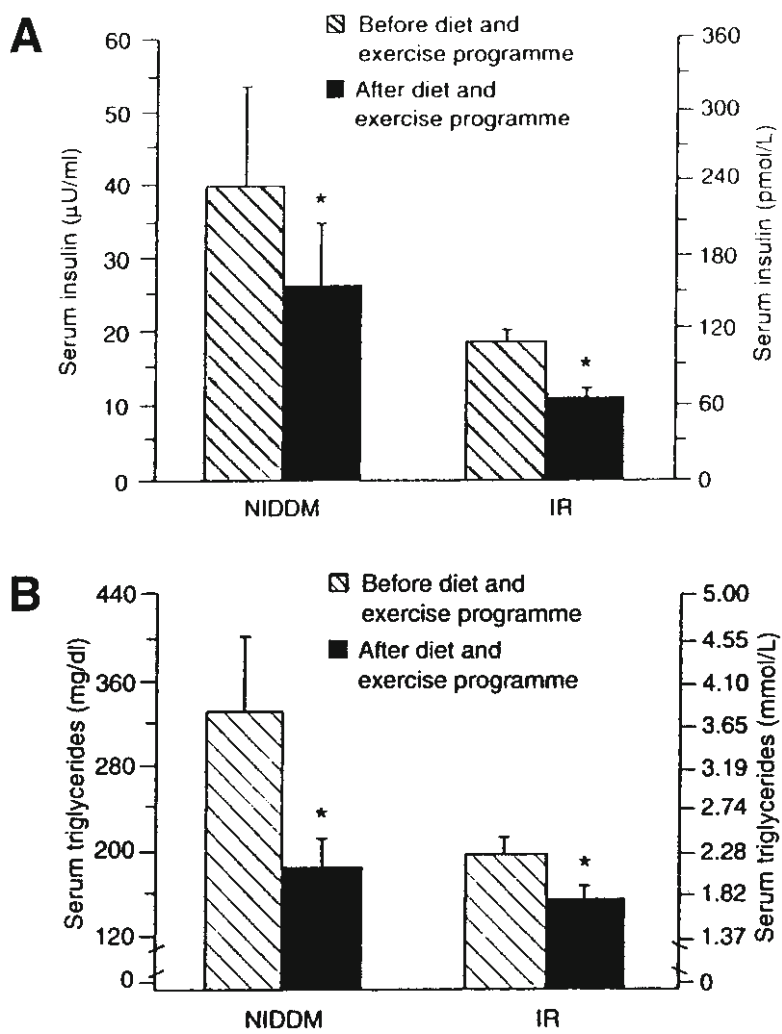 A
Before diet and
exercise programme
After diet and
exercise programme
Serum insulin (µU/ml)
60
50
40
30
20
10
0
Serum insulin (pmol/L)
360
300
240
180
120
60
0
*
*
NIDDM
IR
B
Before diet and
exercise programme
After diet and
exercise programme
Serum triglycerides (mg/dl)
440
360
280
200
120
0
Serum triglycerides (mmol/L)
5.00
4.55
4.10
3.65
3.19
2.74
2.28
1.82
1.37
0
*
*
NIDDM
IR